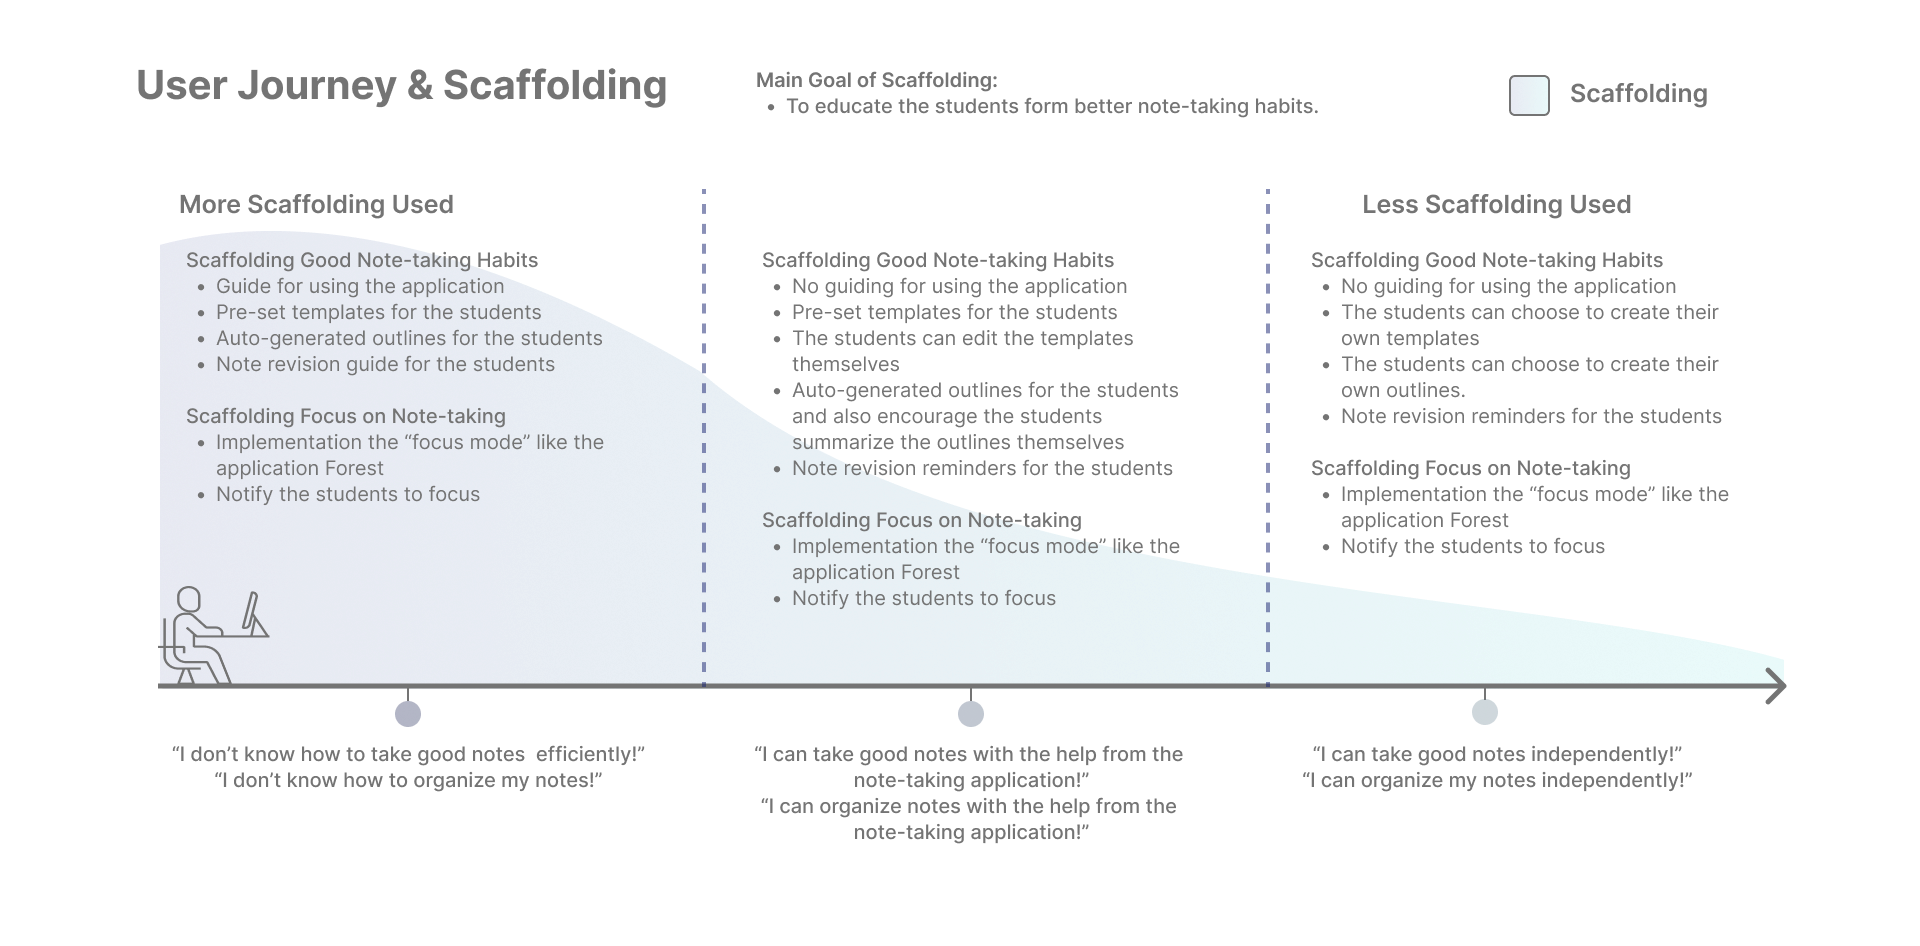 User Journey & Scaffolding
Main Goal of Scaffolding:
• To educate the students form better note-taking habits.
Scaffolding
More Scaffolding Used
Scaffolding Good Note-taking Habits
• Guide for using the application
• Pre-set templates for the students
• Auto-generated outlines for the students
• Note revision guide for the students
Scaffolding Focus on Note-taking
• Implementation the “focus mode” like the
application Forest
• Notify the students to focus
Scaffolding Good Note-taking Habits
• No guiding for using the application
• Pre-set templates for the students
• The students can edit the templates
themselves
• Auto-generated outlines for the students
and also encourage the students
summarize the outlines themselves
• Note revision reminders for the students
Scaffolding Focus on Note-taking
• Implementation the “focus mode” like the
application Forest
• Notify the students to focus
Less Scaffolding Used
Scaffolding Good Note-taking Habits
• No guiding for using the application
• The students can choose to create their
own templates
• The students can choose to create their
own outlines.
• Note revision reminders for the students
Scaffolding Focus on Note-taking
• Implementation the “focus mode” like the
application Forest
• Notify the students to focus
“I don’t know how to take good notes  efficiently!”
“I don’t know how to organize my notes!”
“I can take good notes with the help from the
note-taking application!”
“I can organize notes with the help from the
note-taking application!”
“I can take good notes independently!”
“I can organize my notes independently!”